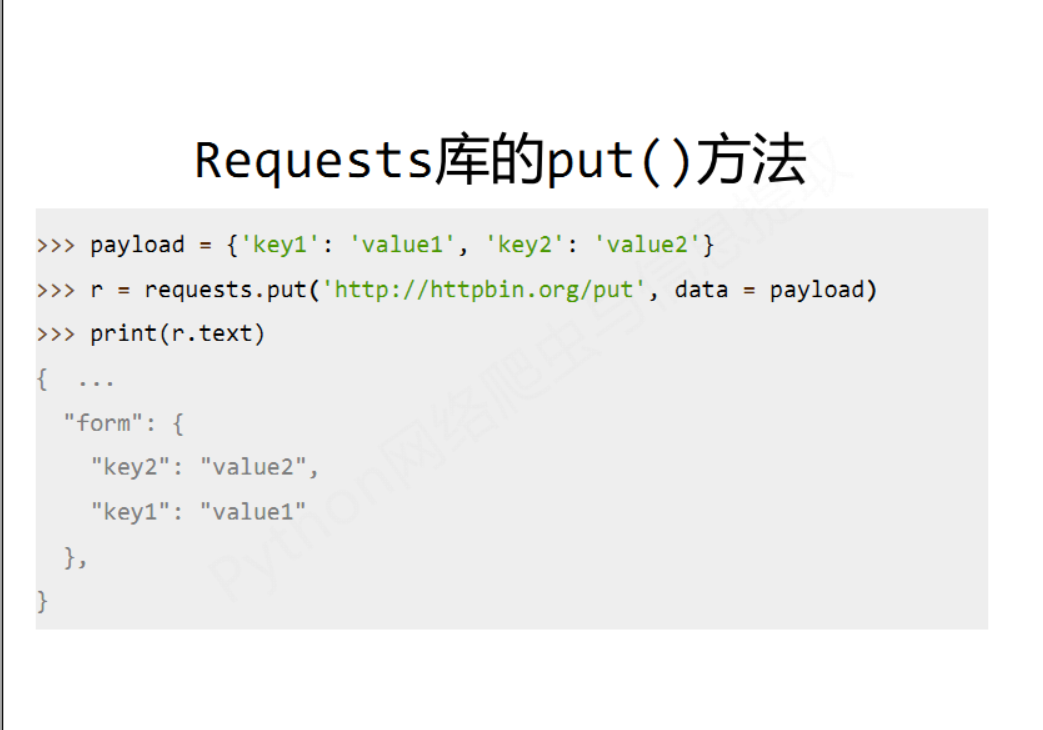 Requests库的put()方法
>>> payload = {'key1': 'value1', 'key2': 'value2'}
>>> r = requests.put('http://httpbin.org/put', data = payload)
>>> print(r.text)
{  ...
  "form": {
    "key2": "value2",
    "key1": "value1"
  },
}
Python网络爬虫与信息提取